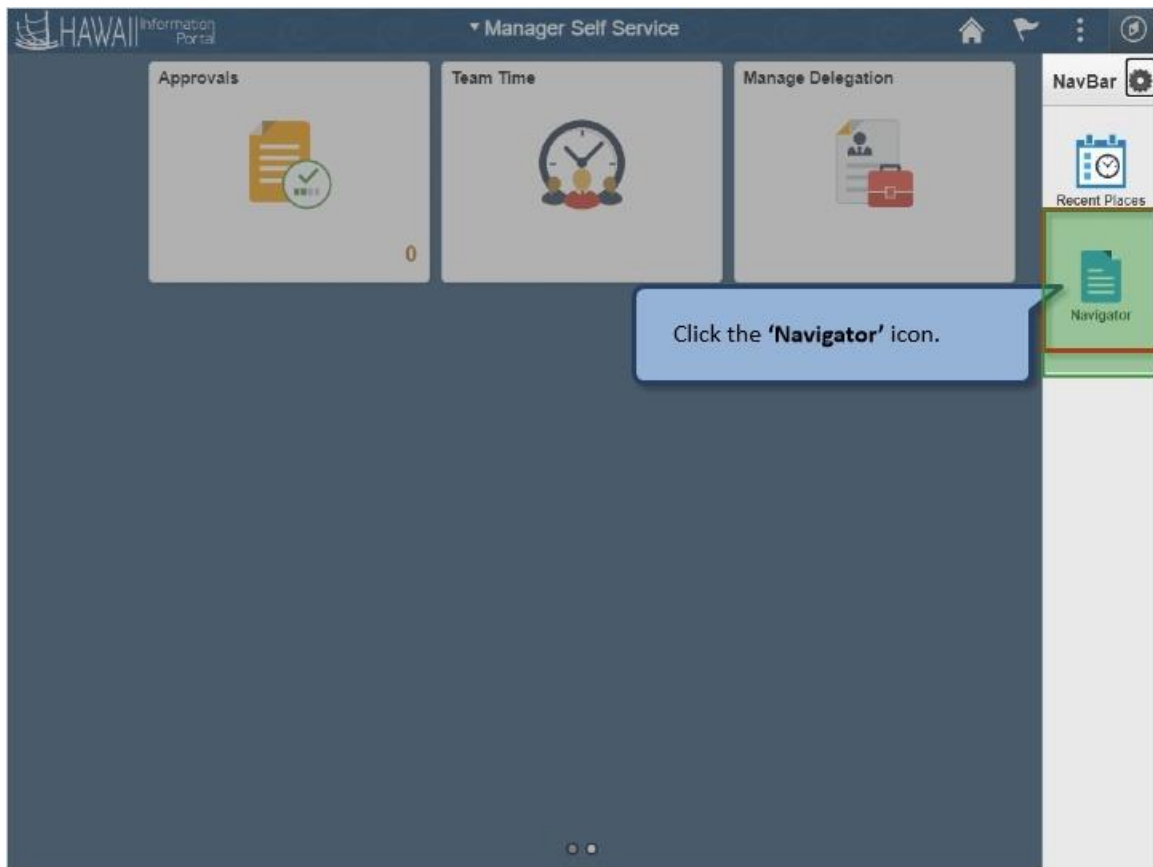 HAWAII Information
Portal
Manager Self Service
Approvals
Team Time
Manage Delegation
NavBar
Recent Places
0
Navigator
Click the ‘Navigator’ icon.